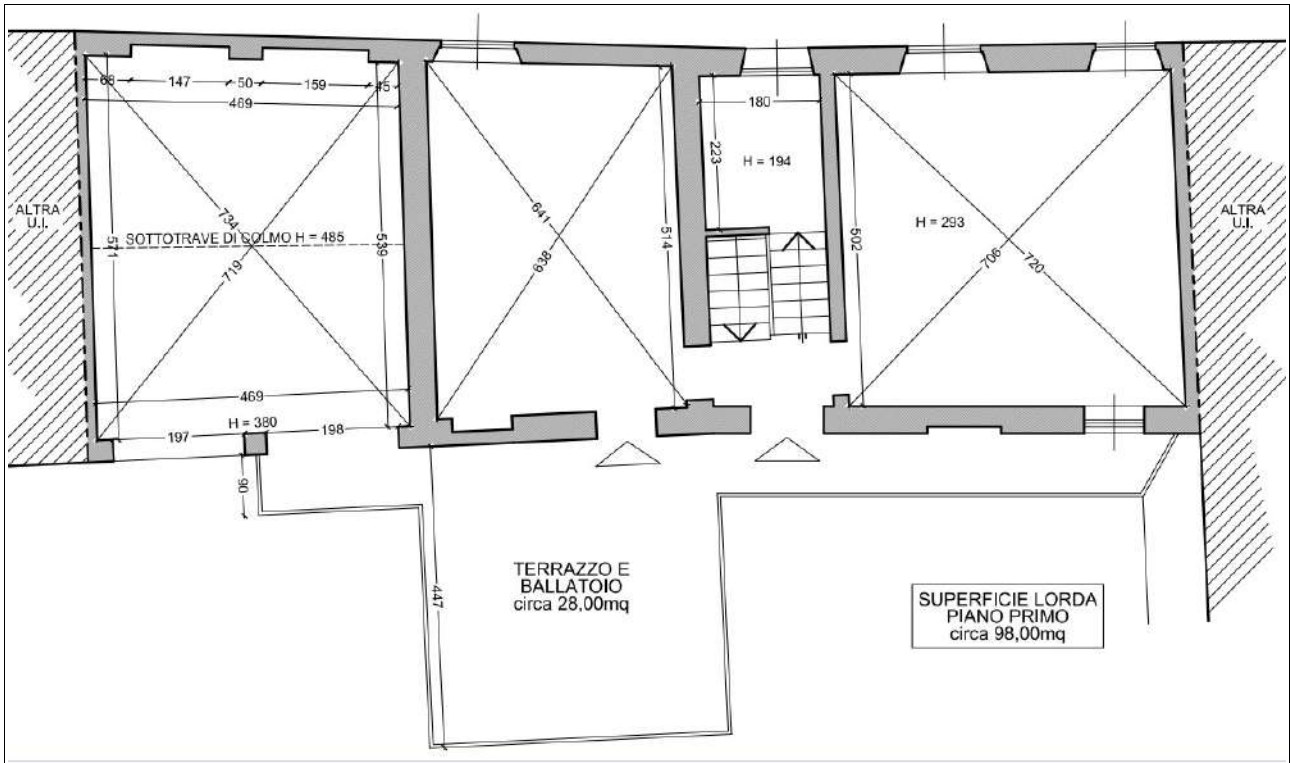 68
147
50
159
45
469
ALTRA
U.I.
734
SOTTOTRAVE DI COLMO H = 485
551
539
719
469
H = 380
197
198
90
641
638
514
180
223
H = 194
502
H = 293
706
720
ALTRA
U.I.
447
TERRAZZO E
BALLATOIO
circa 28,00mq
SUPERFICIE LORDA
PIANO PRIMO
circa 98,00mq